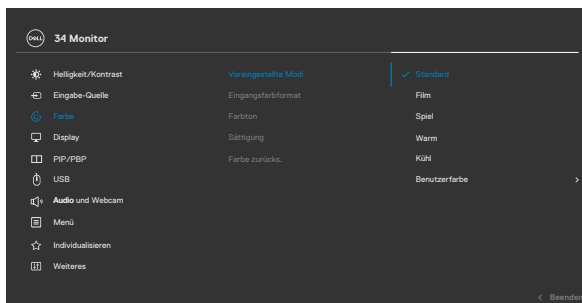 DELL 34 Monitor
Helligkeit/Kontrast
Eingabe-Quelle
Farbe
Display
PIP/PBP
USB
Audio und Webcam
Menü
Individualisieren
Weiteres
Voreingestellte Modi
Eingangsfarbformat
Farbton
Sättigung
Farbe zurücks.
Standard
Film
Spiel
Warm
Kühl
Benutzerfarbe
Beenden